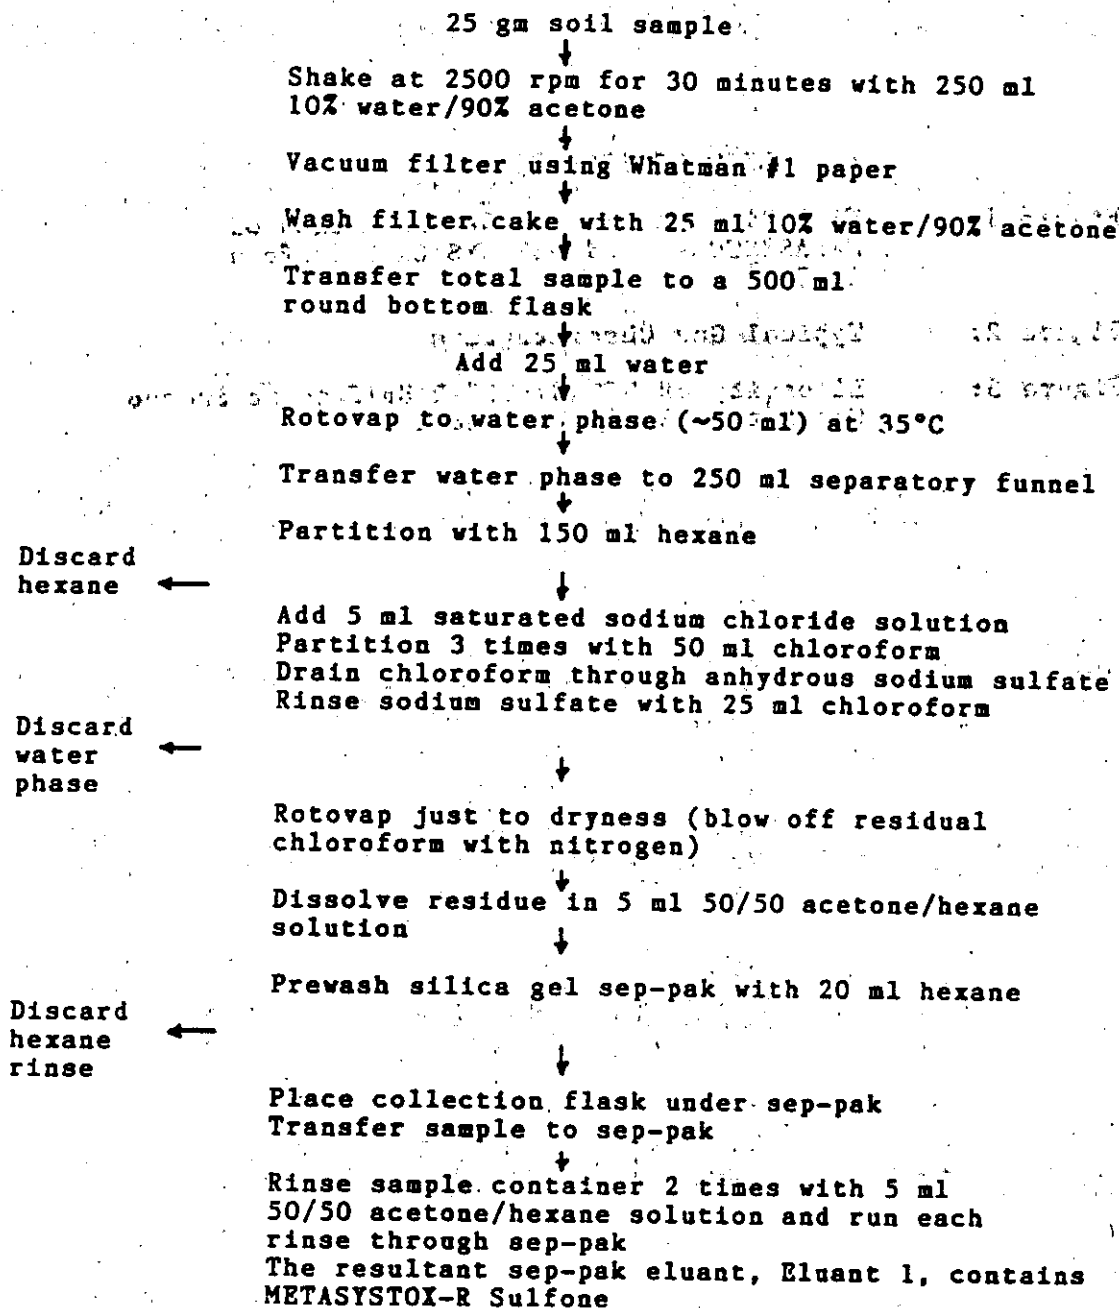 25 gm soil sample
Shake at 2500 rpm for 30 minutes with 250 ml
10% water/90% acetone
Vacuum filter using Whatman #1 paper
Wash filter cake with 25 ml 10% water/90% acetone
Transfer total sample to a 500 ml
round bottom flask
Add 25 ml water
Rotovap to water phase (~50 ml) at 35°C
Transfer water phase to 250 ml separatory funnel
Partition with 150 ml hexane
Discard
hexane
Add 5 ml saturated sodium chloride solution
Partition 3 times with 50 ml chloroform
Drain chloroform through anhydrous sodium sulfate
Rinse sodium sulfate with 25 ml chloroform
Discard
water
phase
Rotovap just to dryness (blow off residual
chloroform with nitrogen)
Dissolve residue in 5 ml 50/50 acetone/hexane
solution
Prewash silica gel sep-pak with 20 ml hexane
Discard
hexane
rinse
Place collection flask under sep-pak
Transfer sample to sep-pak
Rinse sample container 2 times with 5 ml
50/50 acetone/hexane solution and run each
rinse through sep-pak
The resultant sep-pak eluant, Eluant 1, contains
METASYSTOX-R Sulfone